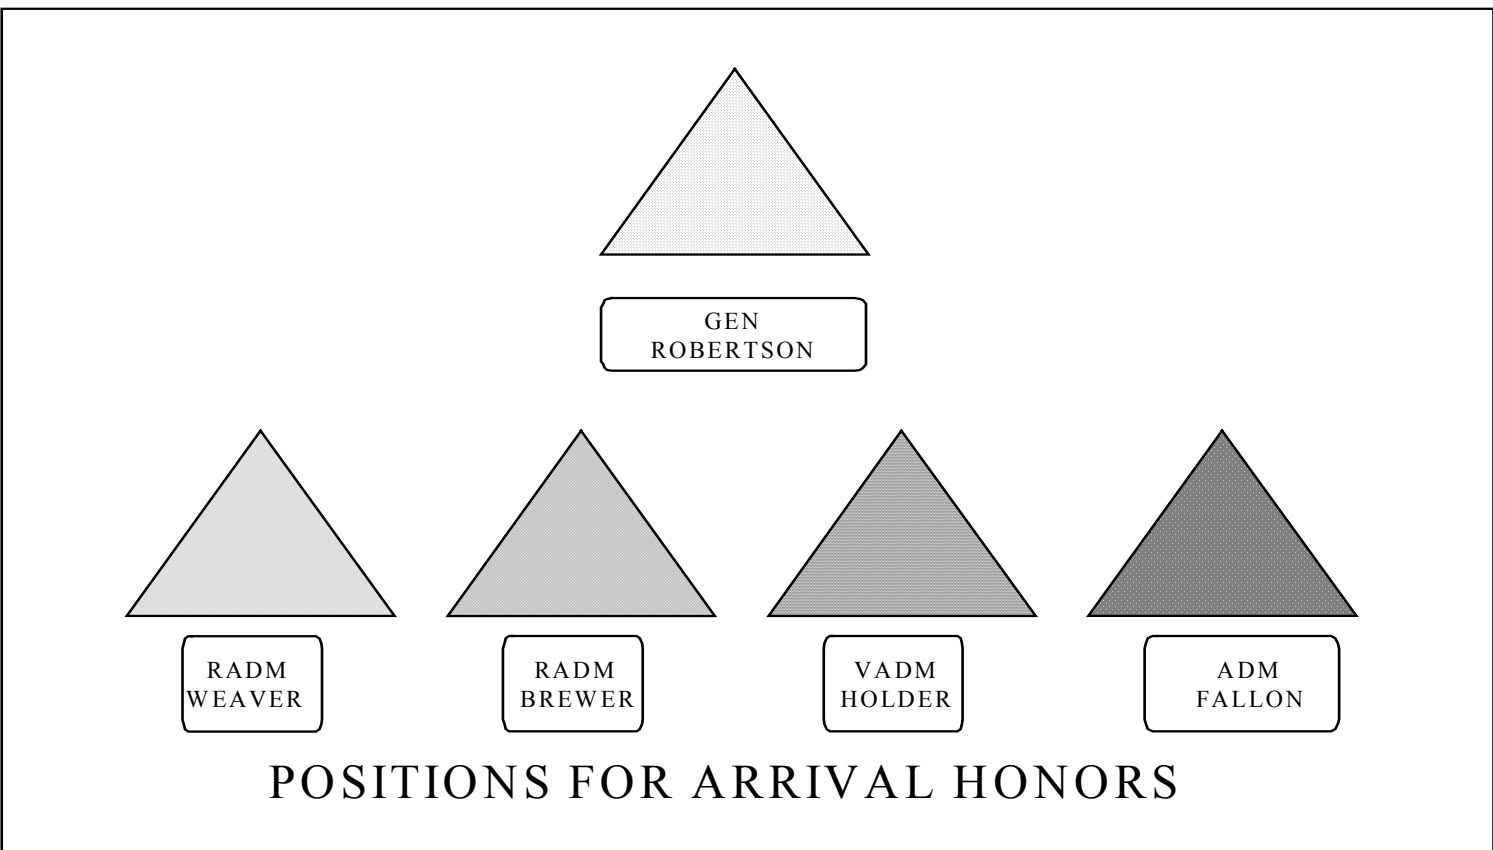 GEN
ROBERTSON
RADM
WEAVER
RADM
BREWER
VADM
HOLDER
ADM
FALLON
POSITIONS FOR ARRIVAL HONORS